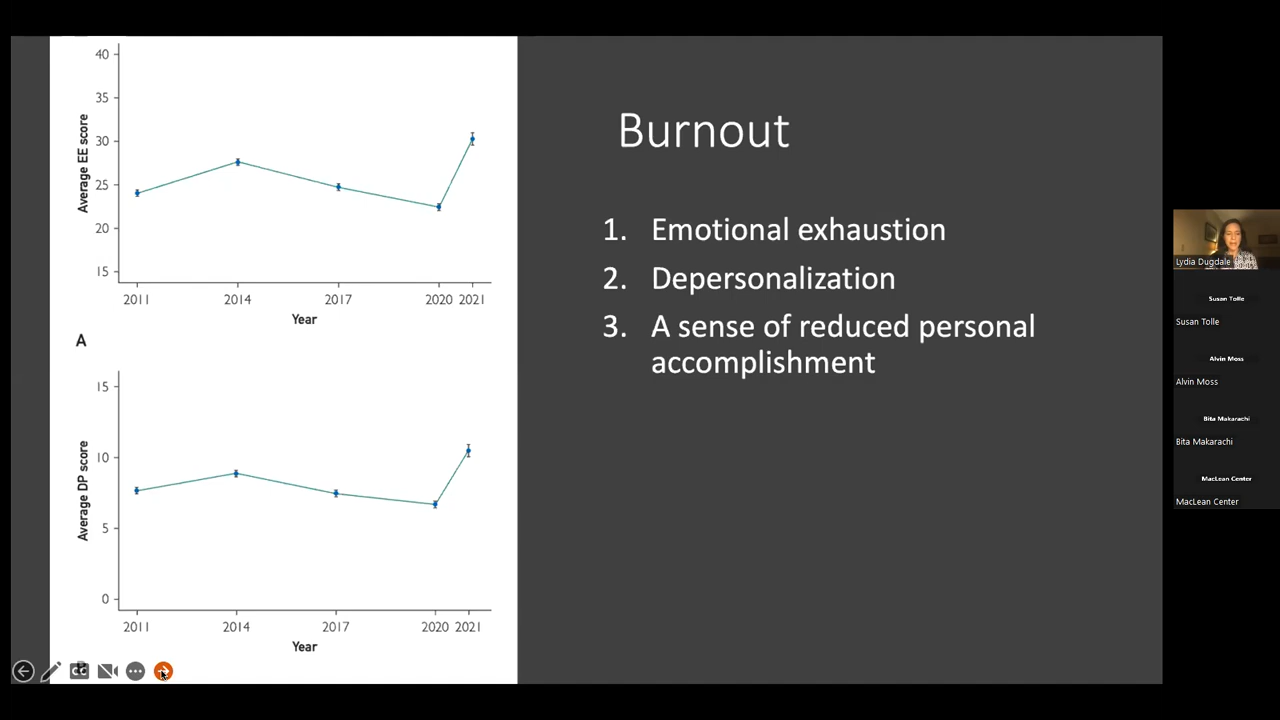 40
35
30
25
20
15
Average EE score
2011 2014 2017 2020 2021
Year
A
15
10
5
0
Average DP score
2011 2014 2017 2020 2021
Year
Burnout
1. Emotional exhaustion
2. Depersonalization
3. A sense of reduced personal
accomplishment
Lydia Dugdale
Susan Tolle
Susan Tolle
Alvin Moss
Alvin Moss
Bita Makarachi
Bita Makarachi
MacLean Center
MacLean Center